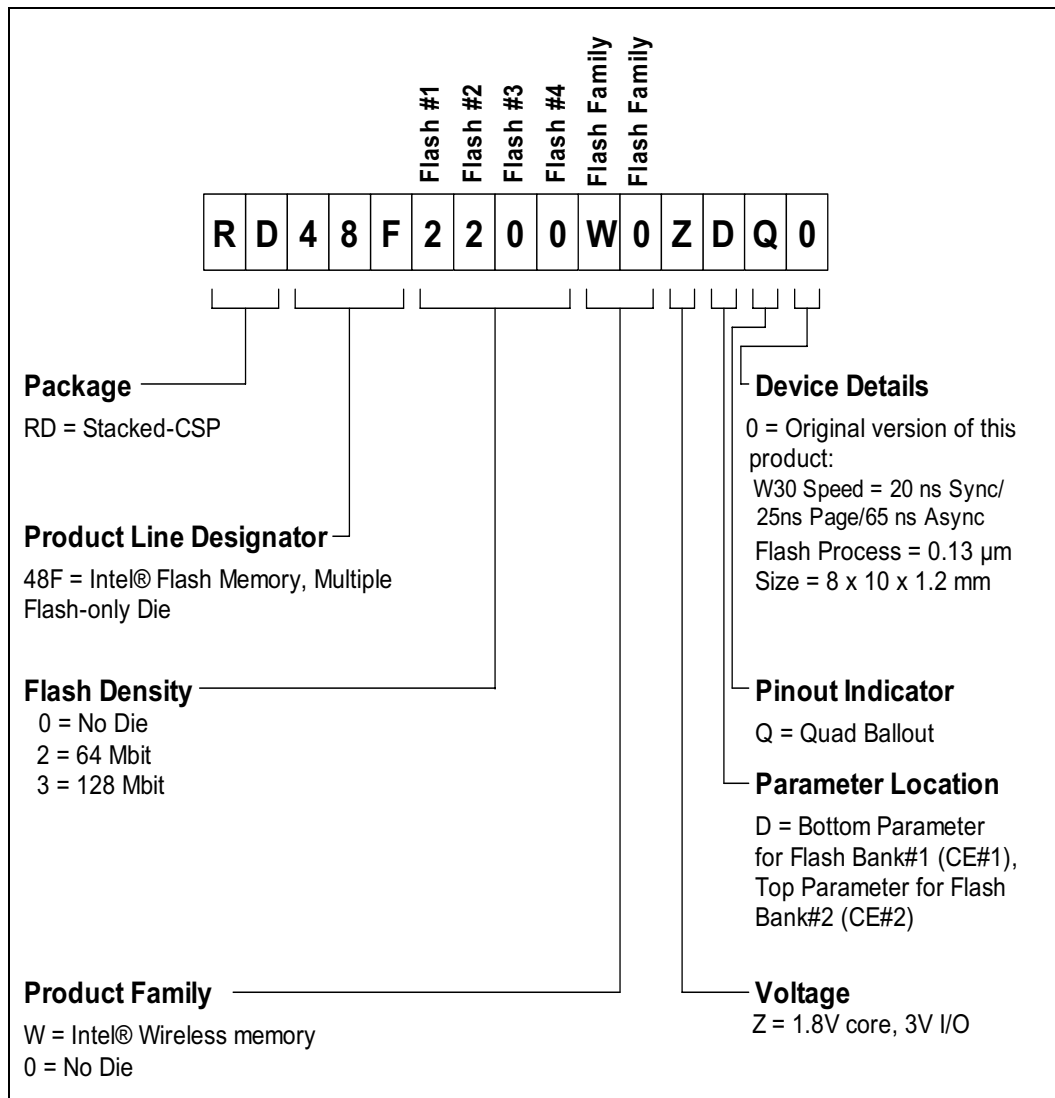 Flash #1
Flash #2
Flash #3
Flash #4
Flash Family
Flash Family
R D 4 8 F 2 2 0 0 W 0 Z D Q 0
Package
RD = Stacked-CSP
Product Line Designator
48F = Intel® Flash Memory, Multiple
Flash-only Die
Flash Density
0 = No Die
2 = 64 Mbit
3 = 128 Mbit
Product Family
W = Intel® Wireless memory
0 = No Die
Device Details
0 = Original version of this
product:
W30 Speed = 20 ns Sync/
25ns Page/65 ns Async
Flash Process = 0.13 µm
Size = 8 x 10 x 1.2 mm
Pinout Indicator
Q = Quad Ballout
Parameter Location
D = Bottom Parameter
for Flash Bank#1 (CE#1),
Top Parameter for Flash
Bank#2 (CE#2)
Voltage
Z = 1.8V core, 3V I/O